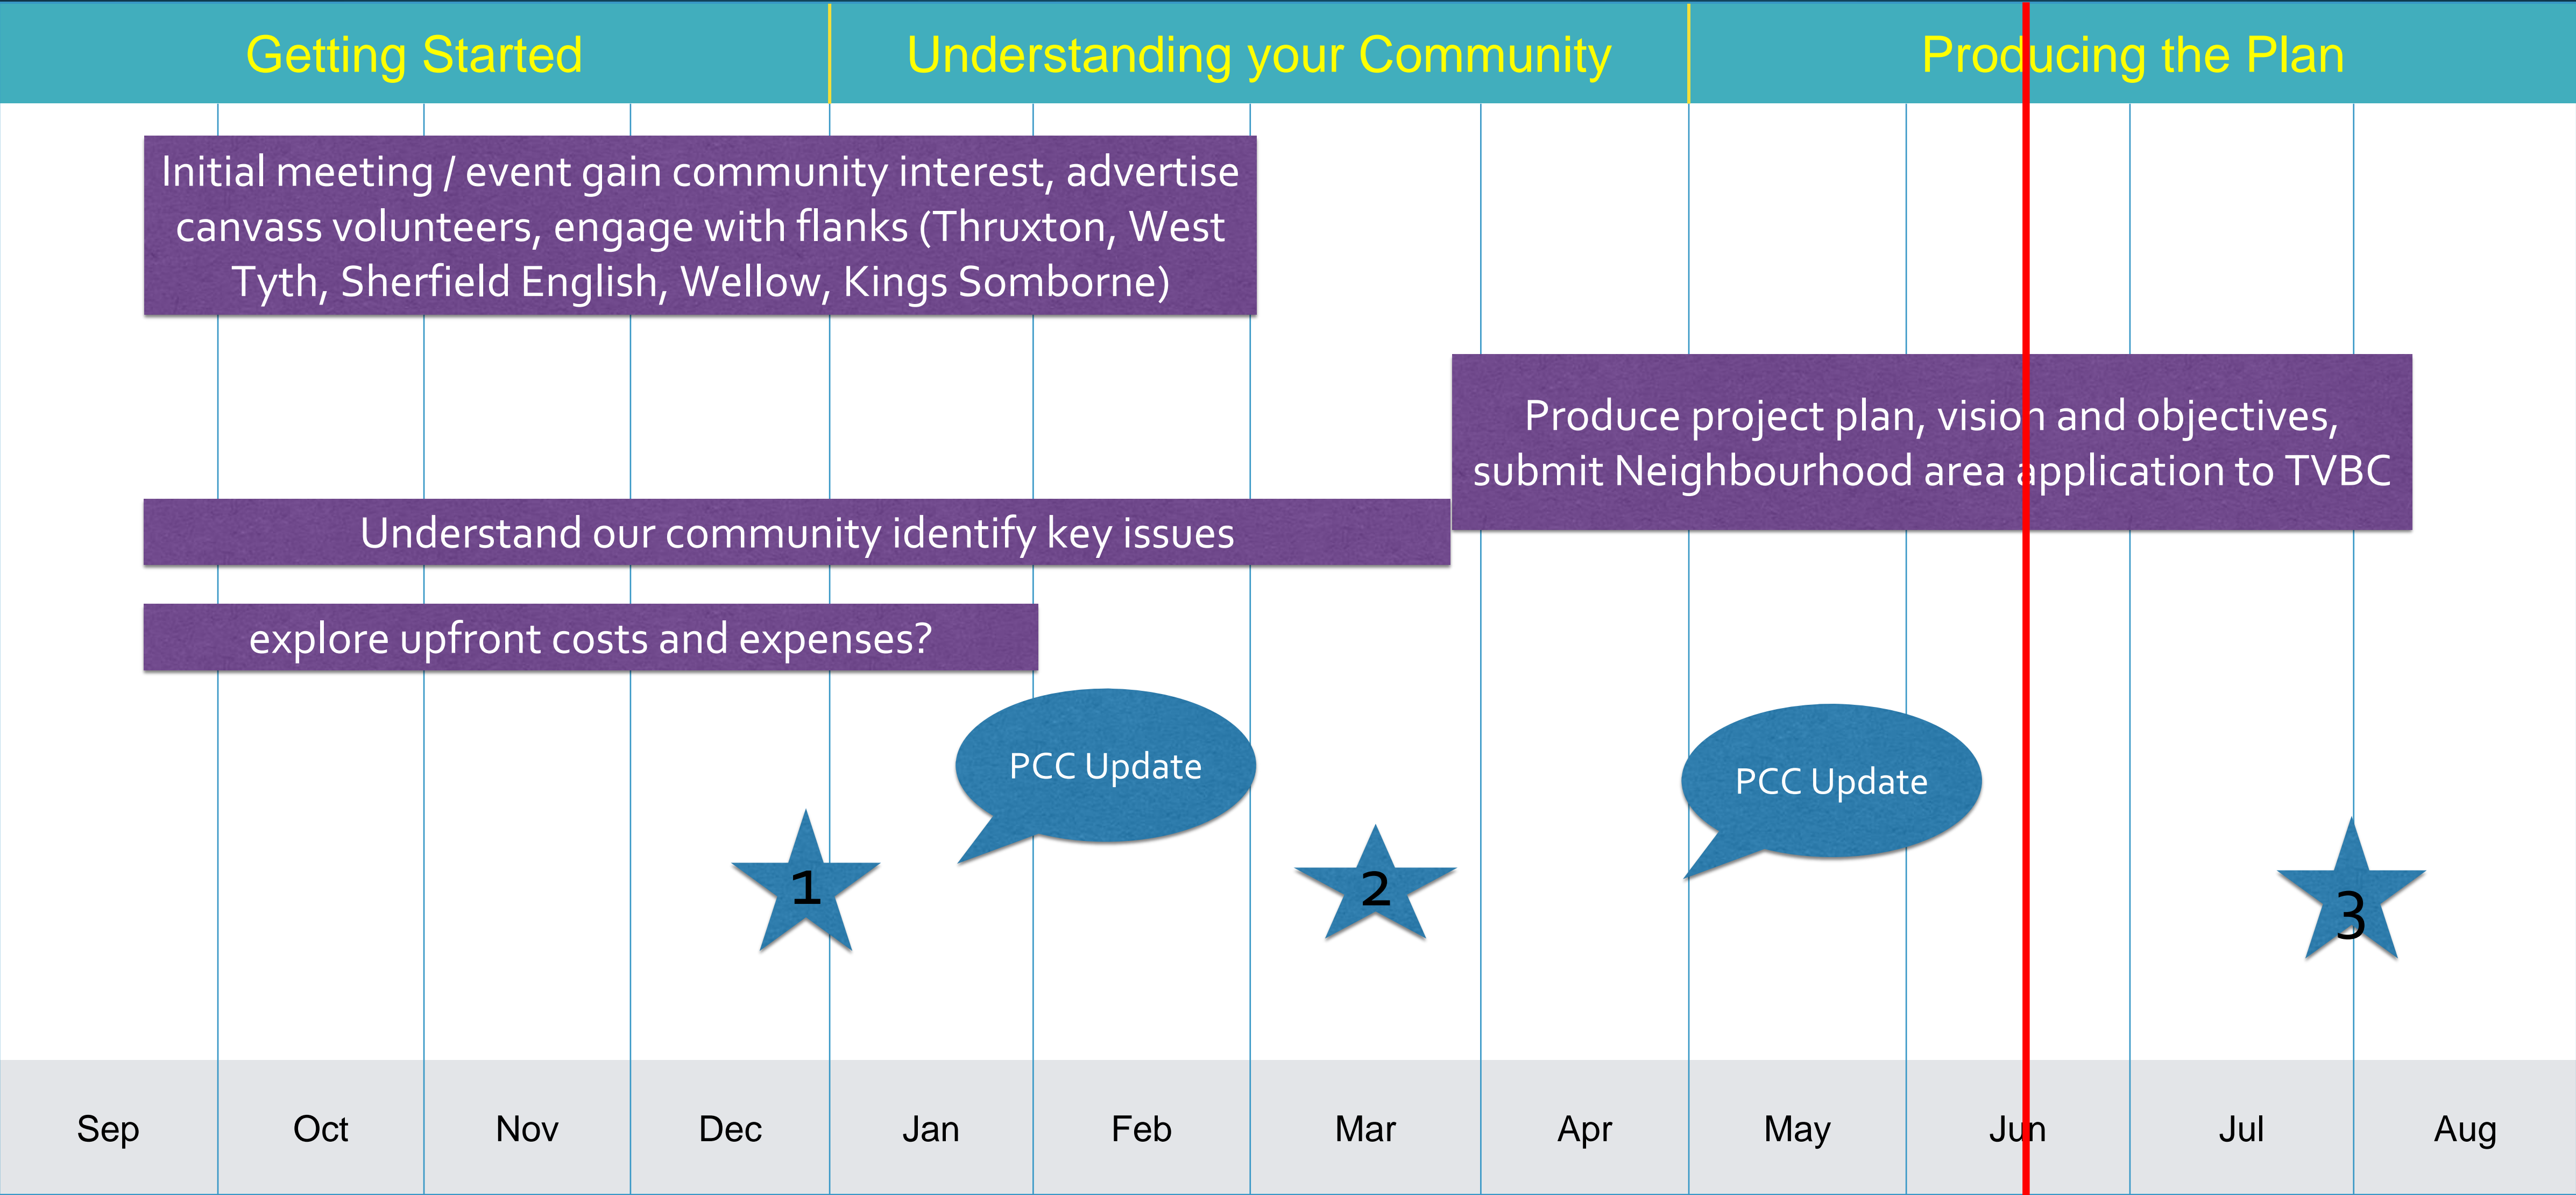 Getting Started
Understanding your Community
Producing the Plan
Initial meeting / event gain community interest, advertise
canvass volunteers, engage with flanks (Thruxton, West
Tyth, Sherfield English, Wellow, Kings Somborne)
Produce project plan, vision and objectives,
submit Neighbourhood area application to TVBC
Understand our community identify key issues
explore upfront costs and expenses?
PCC Update
PCC Update
1
2
3
Sep
Oct
Nov
Dec
Jan
Feb
Mar
Apr
May
Jun
Jul
Aug